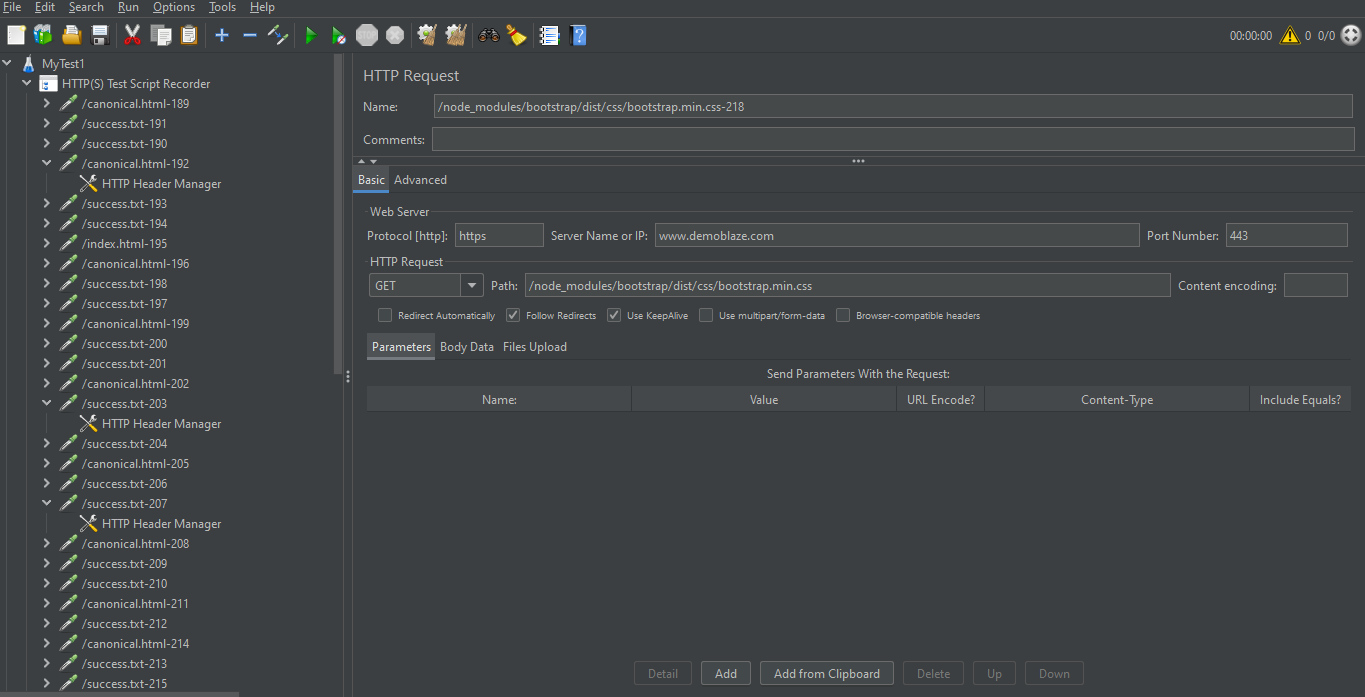 File Edit Search Run Options Tools Help
STOP
00:00:00 0 0/0
MyTest1
HTTP(S) Test Script Recorder
/canonical.html-189
/success.txt-191
/success.txt-190
/canonical.html-192
HTTP Header Manager
/success.txt-193
/success.txt-194
/index.html-195
/canonical.html-196
/success.txt-198
/success.txt-197
/canonical.html-199
/success.txt-200
/success.txt-201
/canonical.html-202
/success.txt-203
HTTP Header Manager
/success.txt-204
/canonical.html-205
/success.txt-206
/success.txt-207
HTTP Header Manager
/canonical.html-208
/success.txt-209
/success.txt-210
/canonical.html-211
/success.txt-212
/canonical.html-214
/success.txt-213
/success.txt-215
HTTP Request
Name: /node_modules/bootstrap/dist/css/bootstrap.min.css-218
Comments:
Basic Advanced
Web Server
Protocol [http]: https Server Name or IP: www.demoblaze.com Port Number: 443
HTTP Request
GET Path: /node_modules/bootstrap/dist/css/bootstrap.min.css Content encoding:
Redirect Automatically Follow Redirects Use KeepAlive Use multipart/form-data Browser-compatible headers
Parameters Body Data Files Upload
Send Parameters With the Request:
Name: Value URL Encode? Content-Type Include Equals?
Detail Add Add from Clipboard Delete Up Down